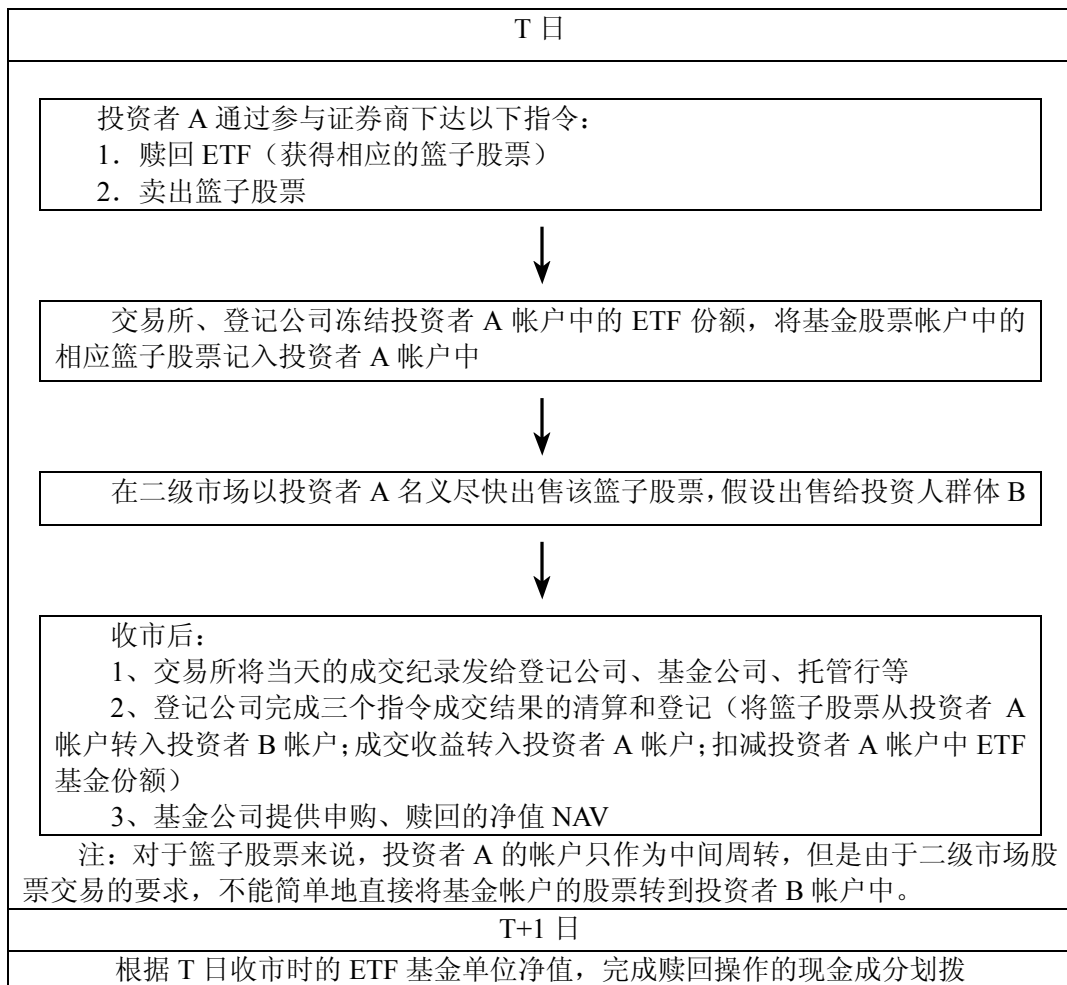 T 日
投资者 A 通过参与证券商下达以下指令：
1．赎回 ETF（获得相应的篮子股票）
2．卖出篮子股票
交易所、登记公司冻结投资者 A 帐户中的 ETF 份额，将基金股票帐户中的
相应篮子股票记入投资者 A 帐户中
在二级市场以投资者 A 名义尽快出售该篮子股票，假设出售给投资人群体 B
收市后：
1、交易所将当天的成交纪录发给登记公司、基金公司、托管行等
2、登记公司完成三个指令成交结果的清算和登记（将篮子股票从投资者 A
帐户转入投资者 B 帐户；成交收益转入投资者 A 帐户；扣减投资者 A 帐户中 ETF
基金份额）
3、基金公司提供申购、赎回的净值 NAV
注：对于篮子股票来说，投资者 A 的帐户只作为中间周转，但是由于二级市场股
票交易的要求，不能简单地直接将基金帐户的股票转到投资者 B 帐户中。
T+1 日
根据 T 日收市时的 ETF 基金单位净值，完成赎回操作的现金成分划拨